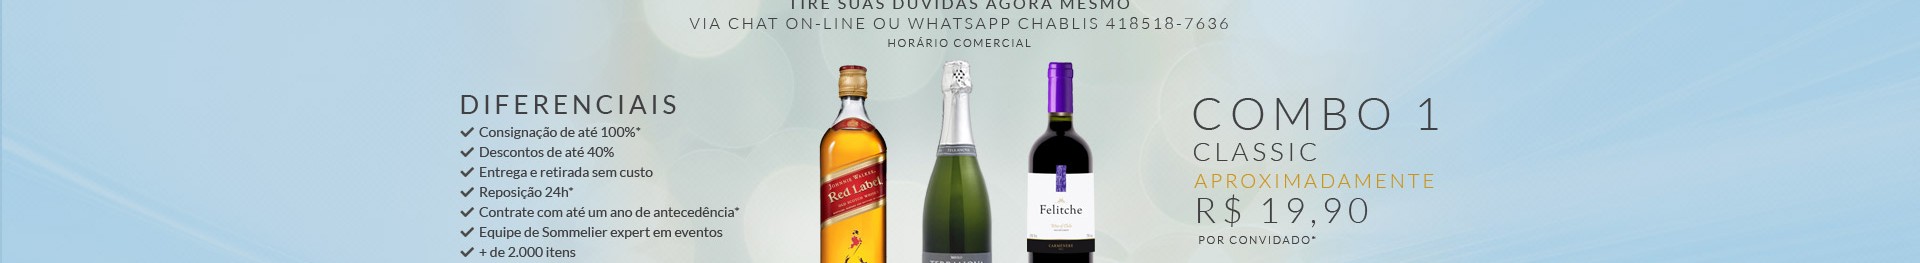 TIRE SUAS DÚVIDAS AGORA MESMO
VIA CHAT ON-LINE OU WHATSAPP CHABLIS 418518-7636
HORÁRIO COMERCIAL
DIFERENCIAIS
Consignação de até 100%*
Descontos de até 40%
Entrega e retirada sem custo
Reposição 24h*
Contrate com até um ano de antecedência*
Equipe de Sommelier expert em eventos
+ de 2.000 itens
JOHNNIE WALKER
Red Label
Felitche
CARMENERE
COMBO 1
CLASSIC
APROXIMADAMENTE
R$ 19,90
POR CONVIDADO*